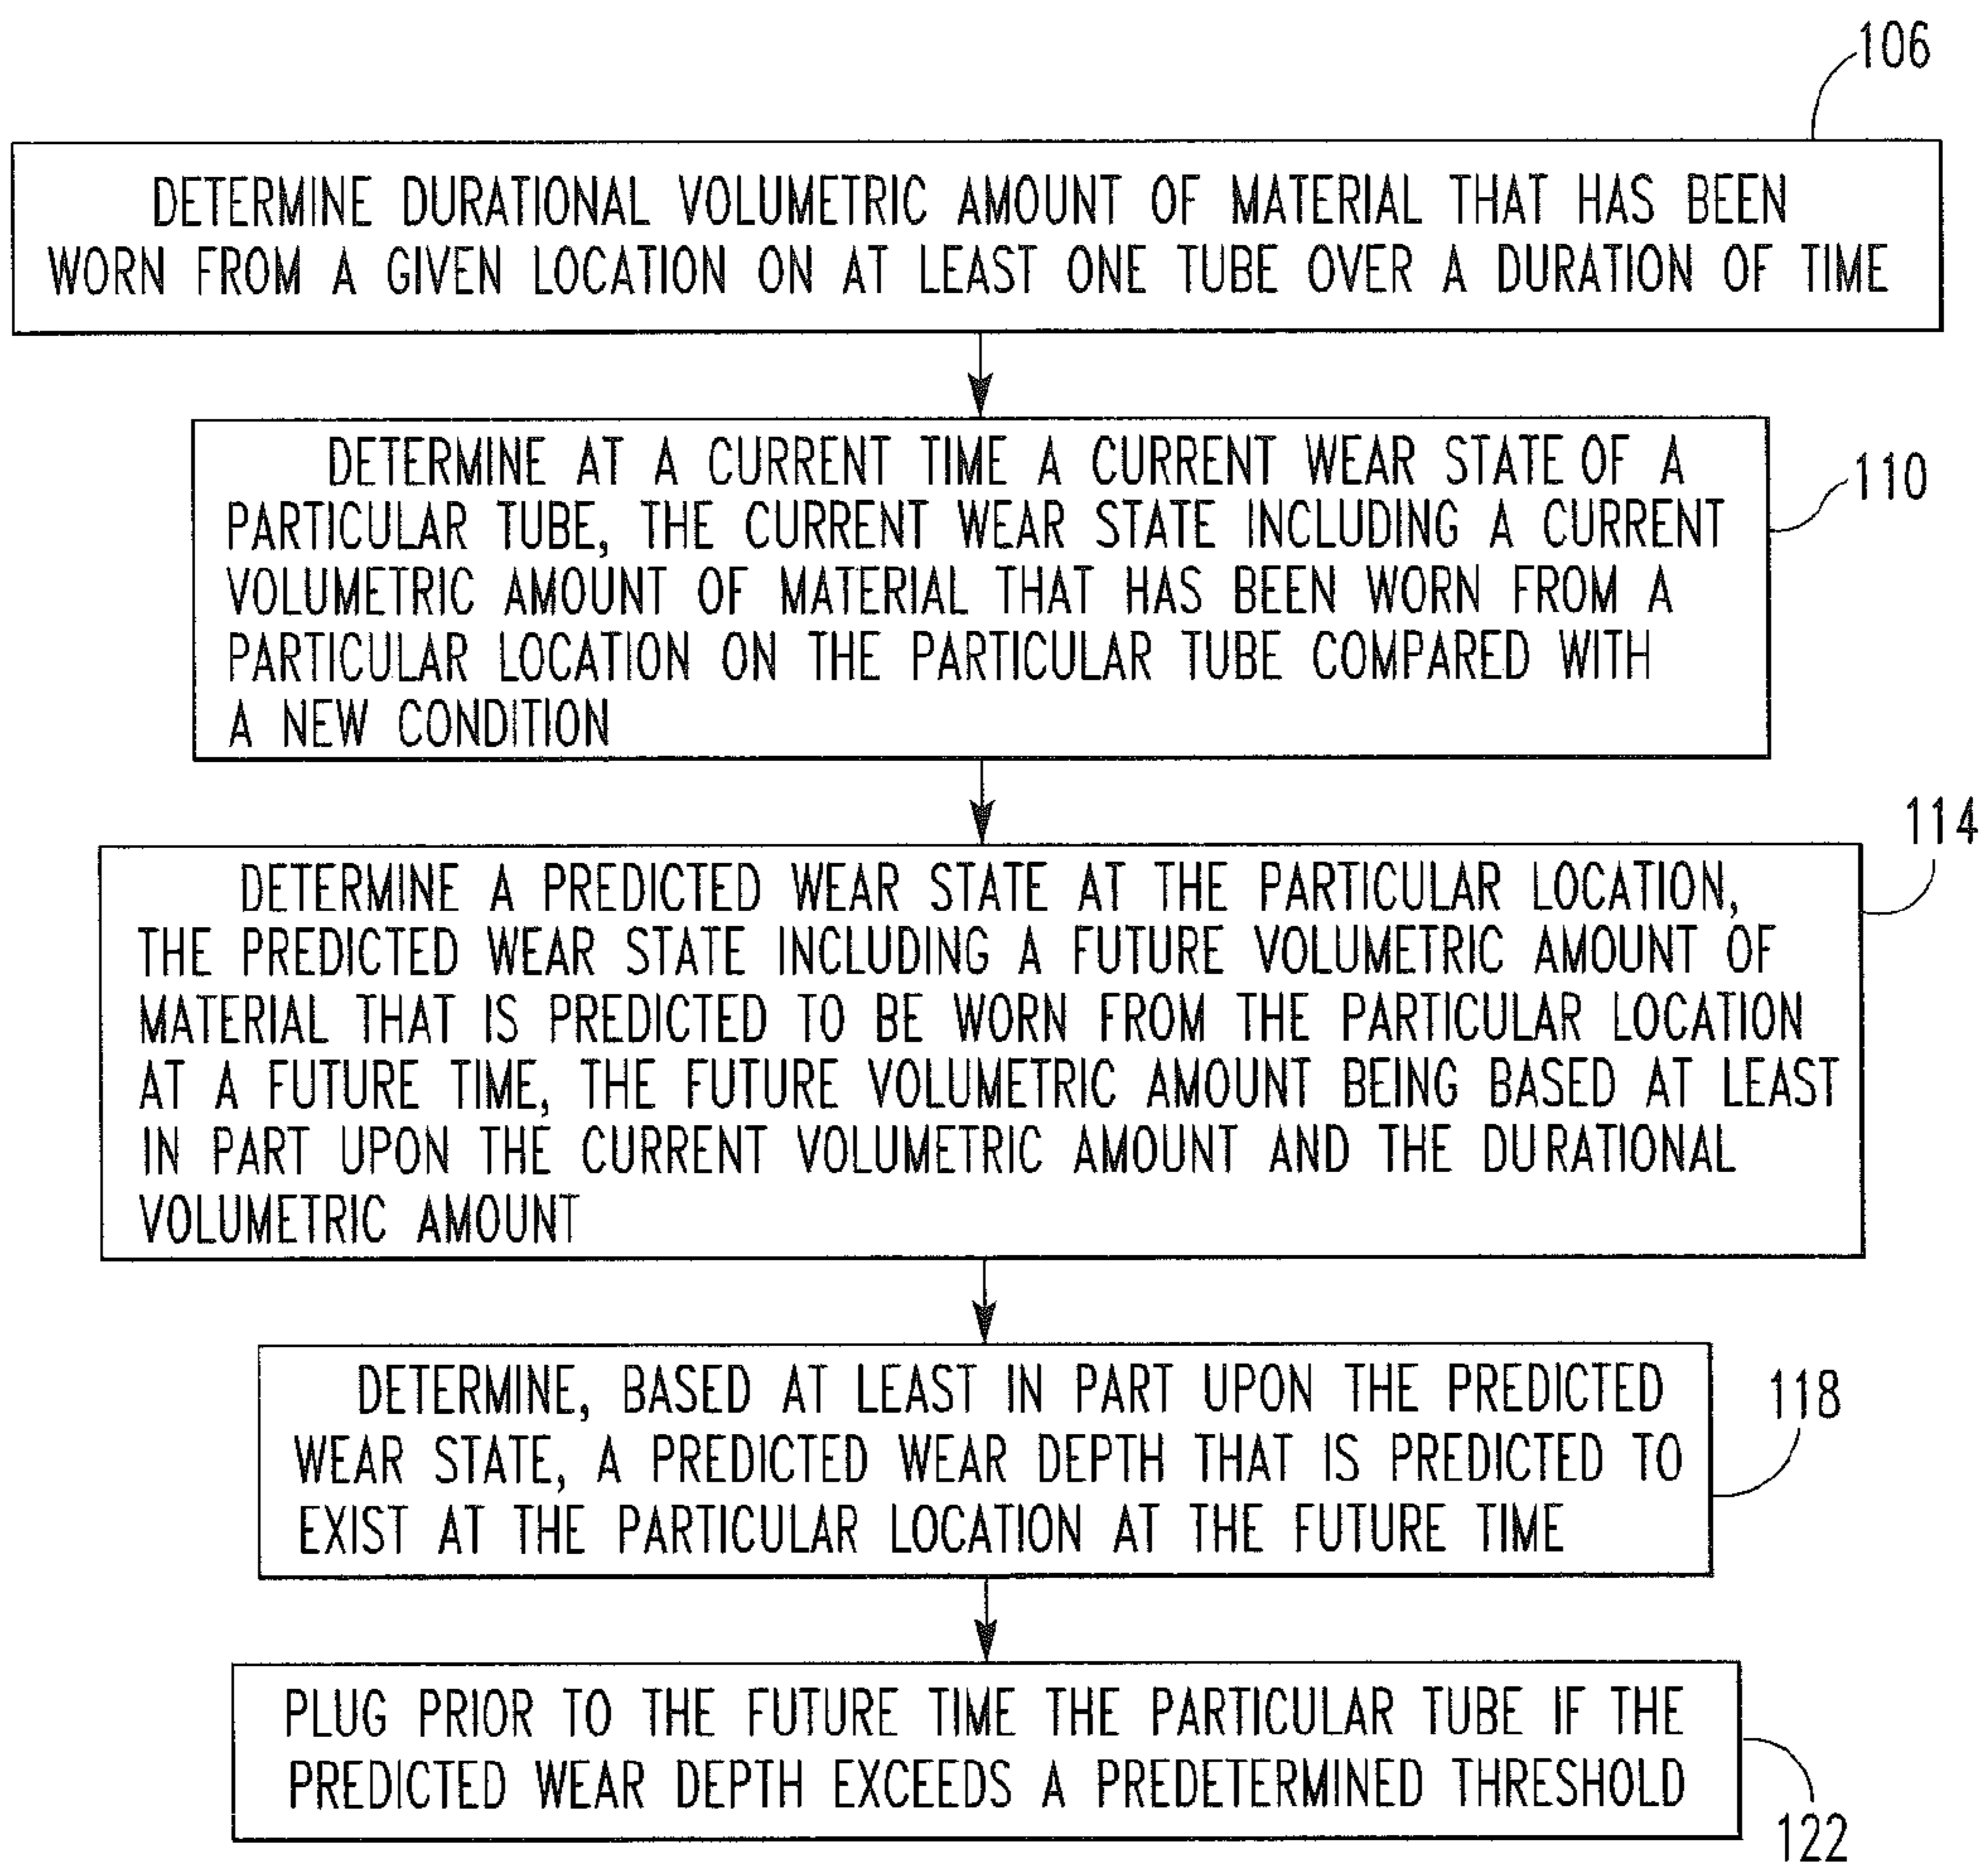 106
DETERMINE DURATIONAL VOLUMETRIC AMOUNT OF MATERIAL THAT HAS BEEN
WORN FROM A GIVEN LOCATION ON AT LEAST ONE TUBE OVER A DURATION OF TIME
110
DETERMINE AT A CURRENT TIME A CURRENT WEAR STATE OF A
PARTICULAR TUBE, THE CURRENT WEAR STATE INCLUDING A CURRENT
VOLUMETRIC AMOUNT OF MATERIAL THAT HAS BEEN WORN FROM A
PARTICULAR LOCATION ON THE PARTICULAR TUBE COMPARED WITH
A NEW CONDITION
114
DETERMINE A PREDICTED WEAR STATE AT THE PARTICULAR LOCATION,
THE PREDICTED WEAR STATE INCLUDING A FUTURE VOLUMETRIC AMOUNT OF
MATERIAL THAT IS PREDICTED TO BE WORN FROM THE PARTICULAR LOCATION
AT A FUTURE TIME, THE FUTURE VOLUMETRIC AMOUNT BEING BASED AT LEAST
IN PART UPON THE CURRENT VOLUMETRIC AMOUNT AND THE DURATIONAL
VOLUMETRIC AMOUNT
118
DETERMINE, BASED AT LEAST IN PART UPON THE PREDICTED
WEAR STATE, A PREDICTED WEAR DEPTH THAT IS PREDICTED TO
EXIST AT THE PARTICULAR LOCATION AT THE FUTURE TIME
PLUG PRIOR TO THE FUTURE TIME THE PARTICULAR TUBE IF THE
PREDICTED WEAR DEPTH EXCEEDS A PREDETERMINED THRESHOLD
122